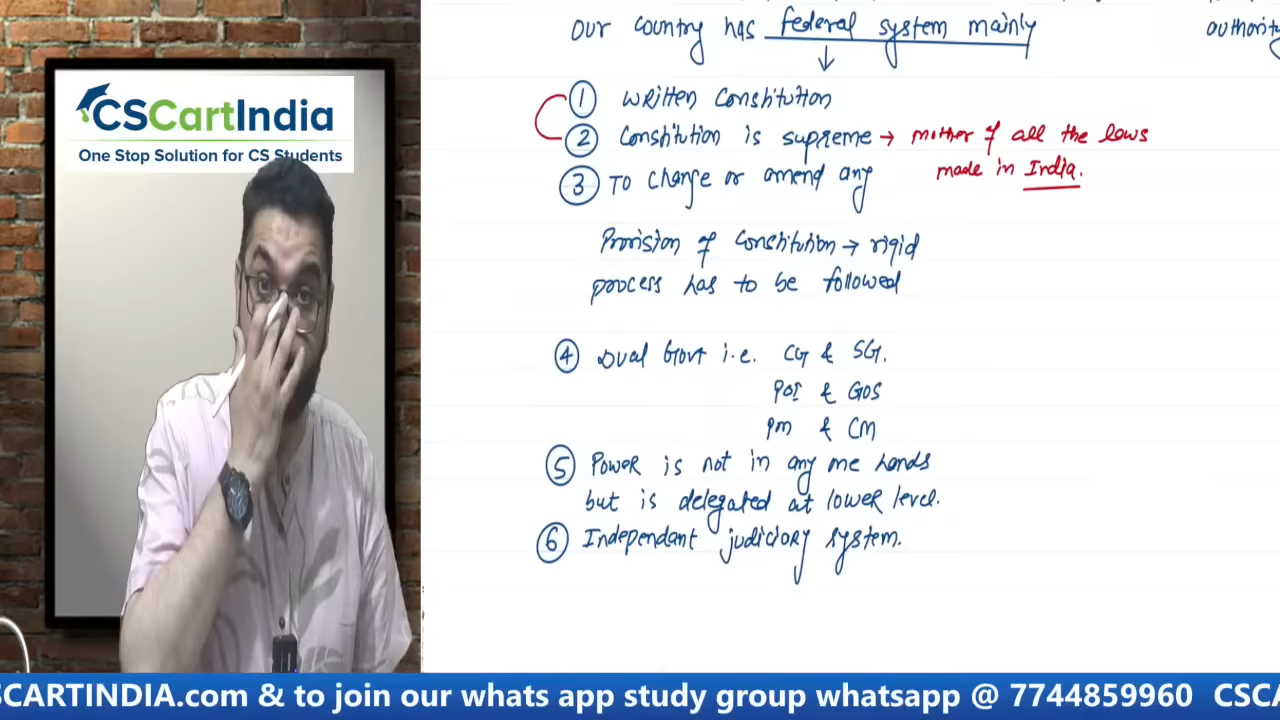 Our country has federal system mainly
authority
CSCartIndia
One Stop Solution for CS Students
① Written Constitution
② Constitution is supreme → mother of all the laws
made in India.
③ To change or amend any
Provision of Constitution → rigid
process has to be followed
④ Dual Govt i.e. CG & SG.
POI & GOS
PM & CM
⑤ Power is not in any one hands
but is delegated at lower level.
⑥ Independant judiciory system.
SCARTINDIA.com & to join our whats app study group whatsapp @ 7744859960 CSCA